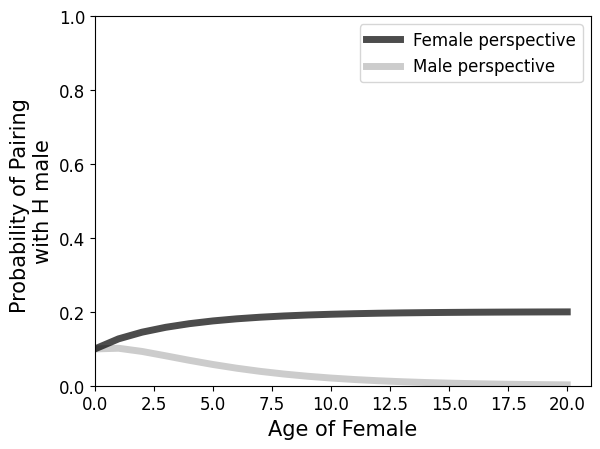 Female perspective
Male perspective
Probability of Pairing
with H male
1.0
0.8
0.6
0.4
0.2
0.0
0.0 2.5 5.0 7.5 10.0 12.5 15.0 17.5 20.0
Age of Female